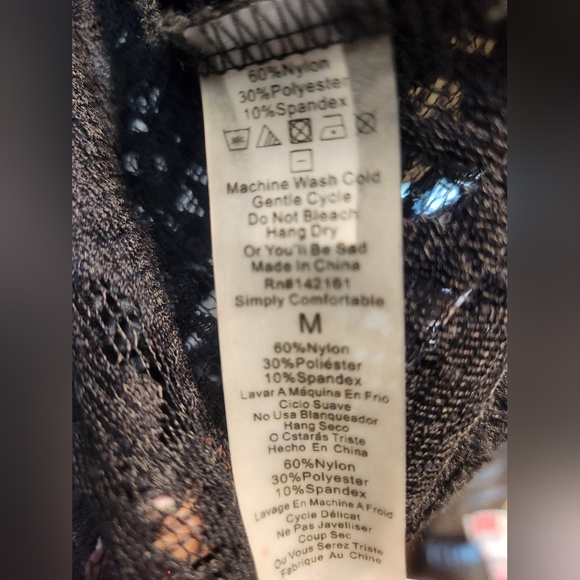 60%Nylon
30%Polyester
10%Spandex
Machine Wash Cold
Gentle Cycle
Do Not Bleach
Hang Dry
Or You'll Be Sad
Made In China
Rn#142161
Simply Comfortable
M
60%Nylon
30%Poliéster
10%Spandex
Lavar A Máquina En Frio
Ciclo Suave
No Usa Blanqueador
Hang Seco
O Cstarás Triste
Hecho En China
60%Nylon
30%Polyester
10%Spandex
Lavage En Machine A Froid
Cycle Délicat
Ne Pas Javelliser
Coup Sec
Ou Vous Serez Triste
Fabrique Au Chine